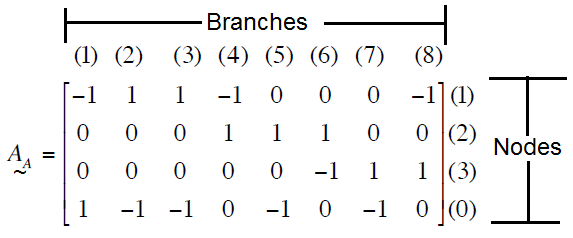 Branches
(1) (2) (3) (4) (5) (6) (7) (8)
−1 1 1 −1 0 0 0 −1 (1)
0 0 0 1 1 1 0 0 (2)
A_A = 0 0 0 0 0 −1 1 1 (3)
1 −1 −1 0 −1 0 −1 0 (0)
Nodes